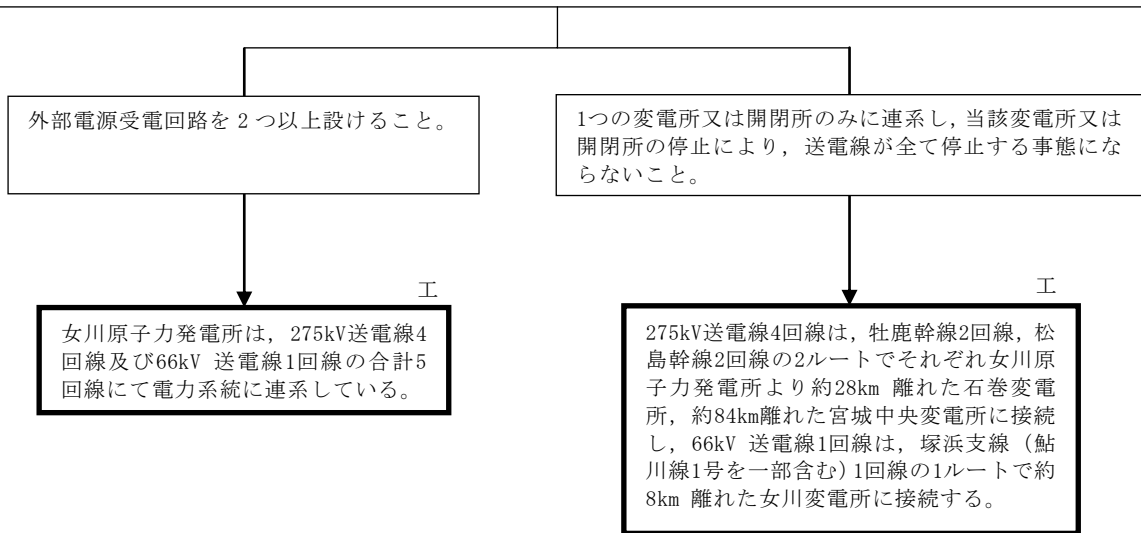 外部電源受電回路を２つ以上設けること。
1つの変電所又は開閉所のみに連系し,当該変電所又は
開閉所の停止により，送電線が全て停止する事態にな
らないこと。
工
女川原子力発電所は，275kV送電線4
回線及び66kV 送電線1回線の合計5
回線にて電力系統に連系している。
工
275kV送電線4回線は，牡鹿幹線2回線，松
島幹線2回線の2ルートでそれぞれ女川原
子力発電所より約28km 離れた石巻変電
所，約84km離れた宮城中央変電所に接続
し，66kV 送電線1回線は，塚浜支線（鮎
川線1号を一部含む）1回線の1ルートで約
8km 離れた女川変電所に接続する。